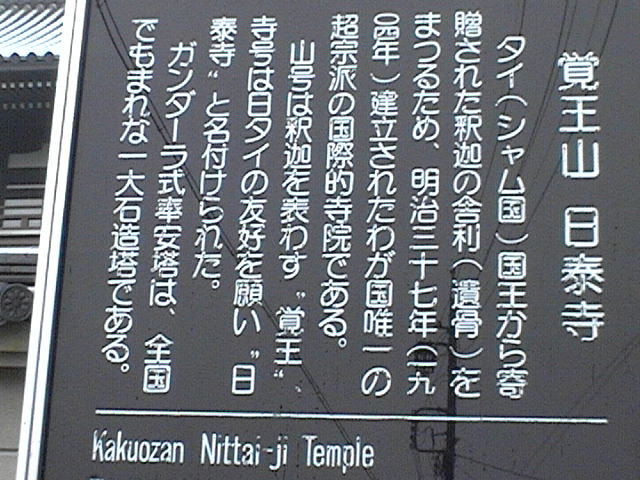 覚王山 日泰寺
タイ(シャム国)国王から寄
贈された釈迦の舎利(遺骨)を
まつるため、明治三十七年(一九
〇四年)建立されたわが国唯一の
超宗派の国際的寺院である。
山号は釈迦を表わす〝覚王〟、
寺号は日タイの友好を願い〝日
泰寺〟と名付けられた。
ガンダーラ式奉安塔は、全国
でもまれな一大石造塔である。
Kakuozan Nittai-ji Temple